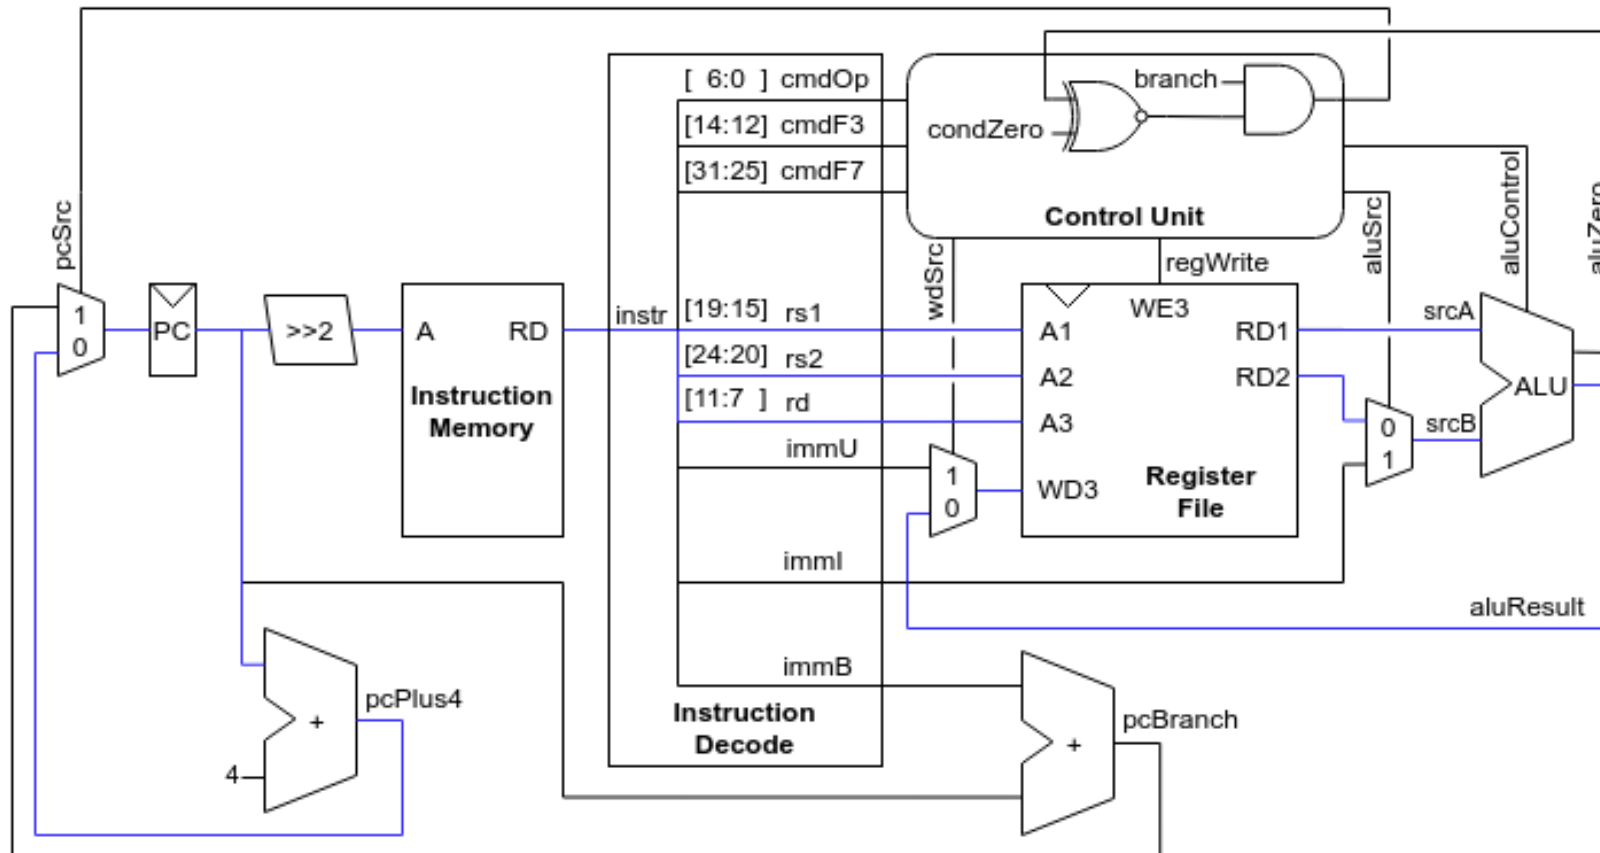 [ 6:0 ] cmdOp
branch
[14:12] cmdF3
condZero
[31:25] cmdF7
Control Unit
pcSrc
wdSrc
regWrite
aluSrc
aluControl
aluZero
1
0
PC
>>2
A
RD
Instruction
Memory
instr
[19:15] rs1
[24:20] rs2
[11:7 ] rd
immU
1
0
A1
A2
A3
WD3
WE3
RD1
RD2
Register
File
srcA
srcB
0
1
ALU
immI
aluResult
immB
pcPlus4
+
4
Instruction
Decode
pcBranch
+